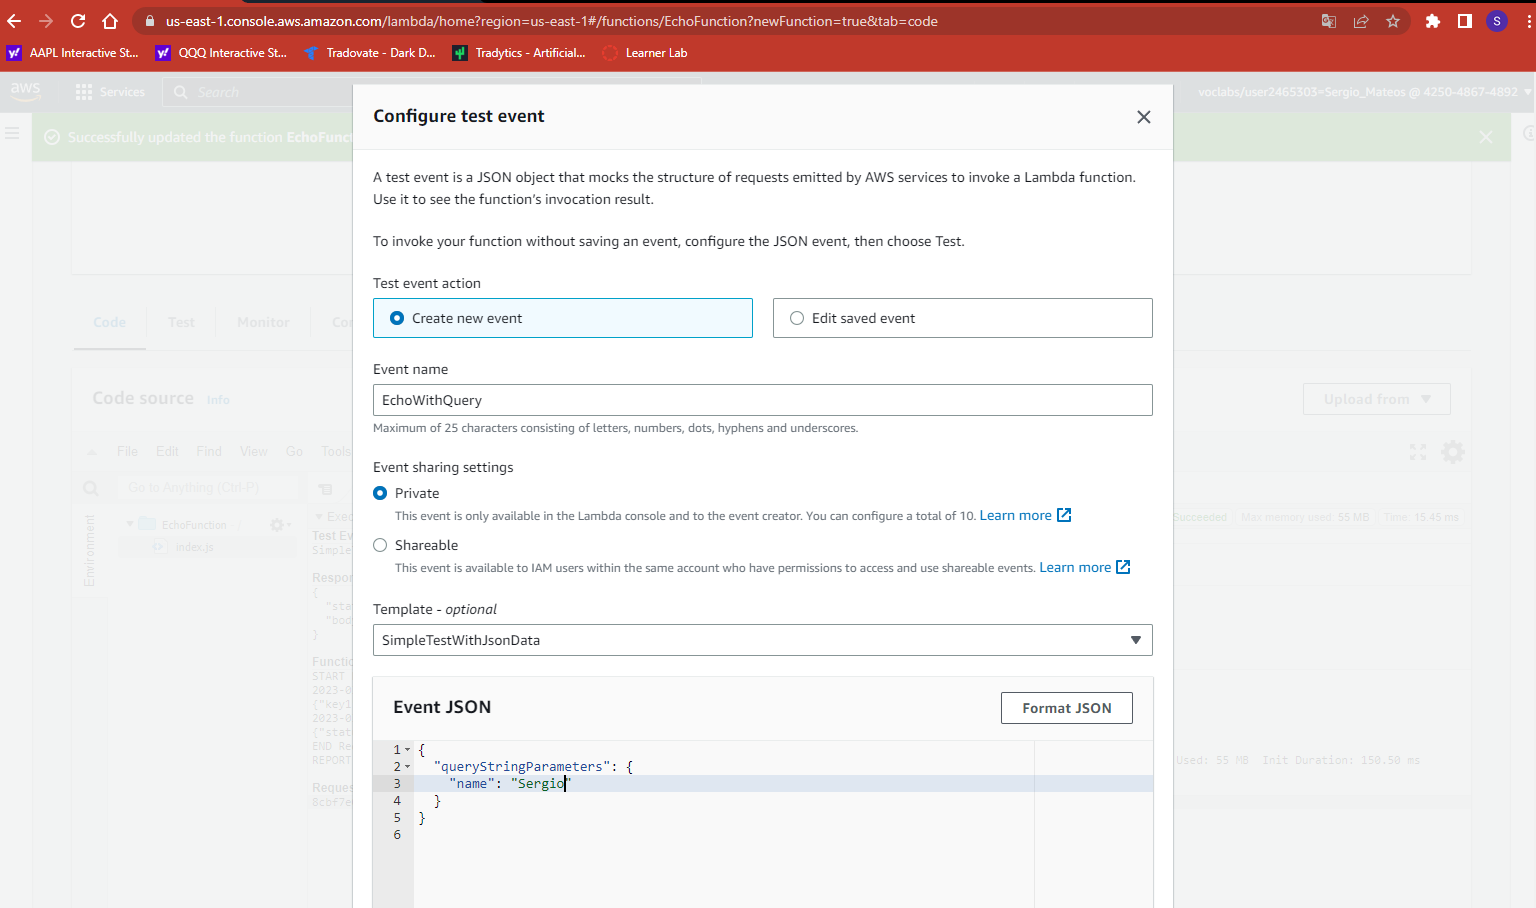 us-east-1.console.aws.amazon.com/lambda/home?region=us-east-1#/functions/EchoFunction?newFunction=true&tab=code
S
AAPL Interactive St... QQQ Interactive St... Tradovate - Dark D... Tradytics - Artificial... Learner Lab
aws Services Search voclabs/user2465303=Sergio_Mateos @ 4250-4867-4892
Successfully updated the function EchoFunct
Configure test event
A test event is a JSON object that mocks the structure of requests emitted by AWS services to invoke a Lambda function.
Use it to see the function's invocation result.
To invoke your function without saving an event, configure the JSON event, then choose Test.
Test event action
Create new event Edit saved event
Event name
EchoWithQuery
Maximum of 25 characters consisting of letters, numbers, dots, hyphens and underscores.
Event sharing settings
Private
This event is only available in the Lambda console and to the event creator. You can configure a total of 10. Learn more
Shareable
This event is available to IAM users within the same account who have permissions to access and use shareable events. Learn more
Template - optional
SimpleTestWithJsonData
Event JSON
Format JSON
1 {
2 "queryStringParameters": {
3 "name": "Sergio"
4 }
5 }
6
Code Test Monitor Co
Code source Info
Upload from
File Edit Find View Go Tools
Go to Anything (Ctrl-P)
Environment
EchoFunction - /
index.js
Exec
Test Ev
Simple
Respon
{
"sta
"bod
}
Functio
START
2023-0
{"key1
2023-0
{"stat
END Re
REPORT
Reques
8cbf7e
Succeeded Max memory used: 55 MB Time: 15.45 ms
Used: 55 MB Init Duration: 150.50 ms